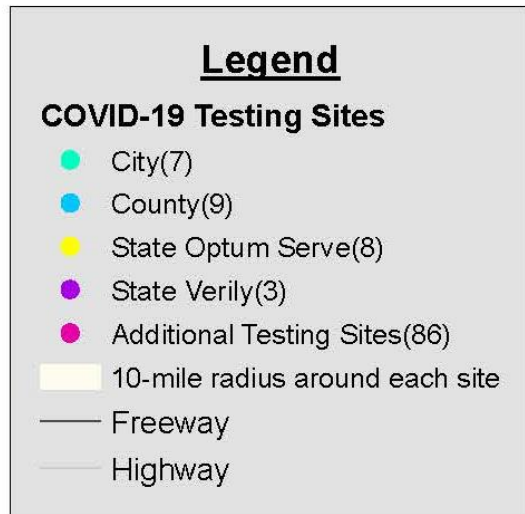 Legend
COVID-19 Testing Sites
City(7)
County(9)
State Optum Serve(8)
State Verily(3)
Additional Testing Sites(86)
10-mile radius around each site
Freeway
Highway